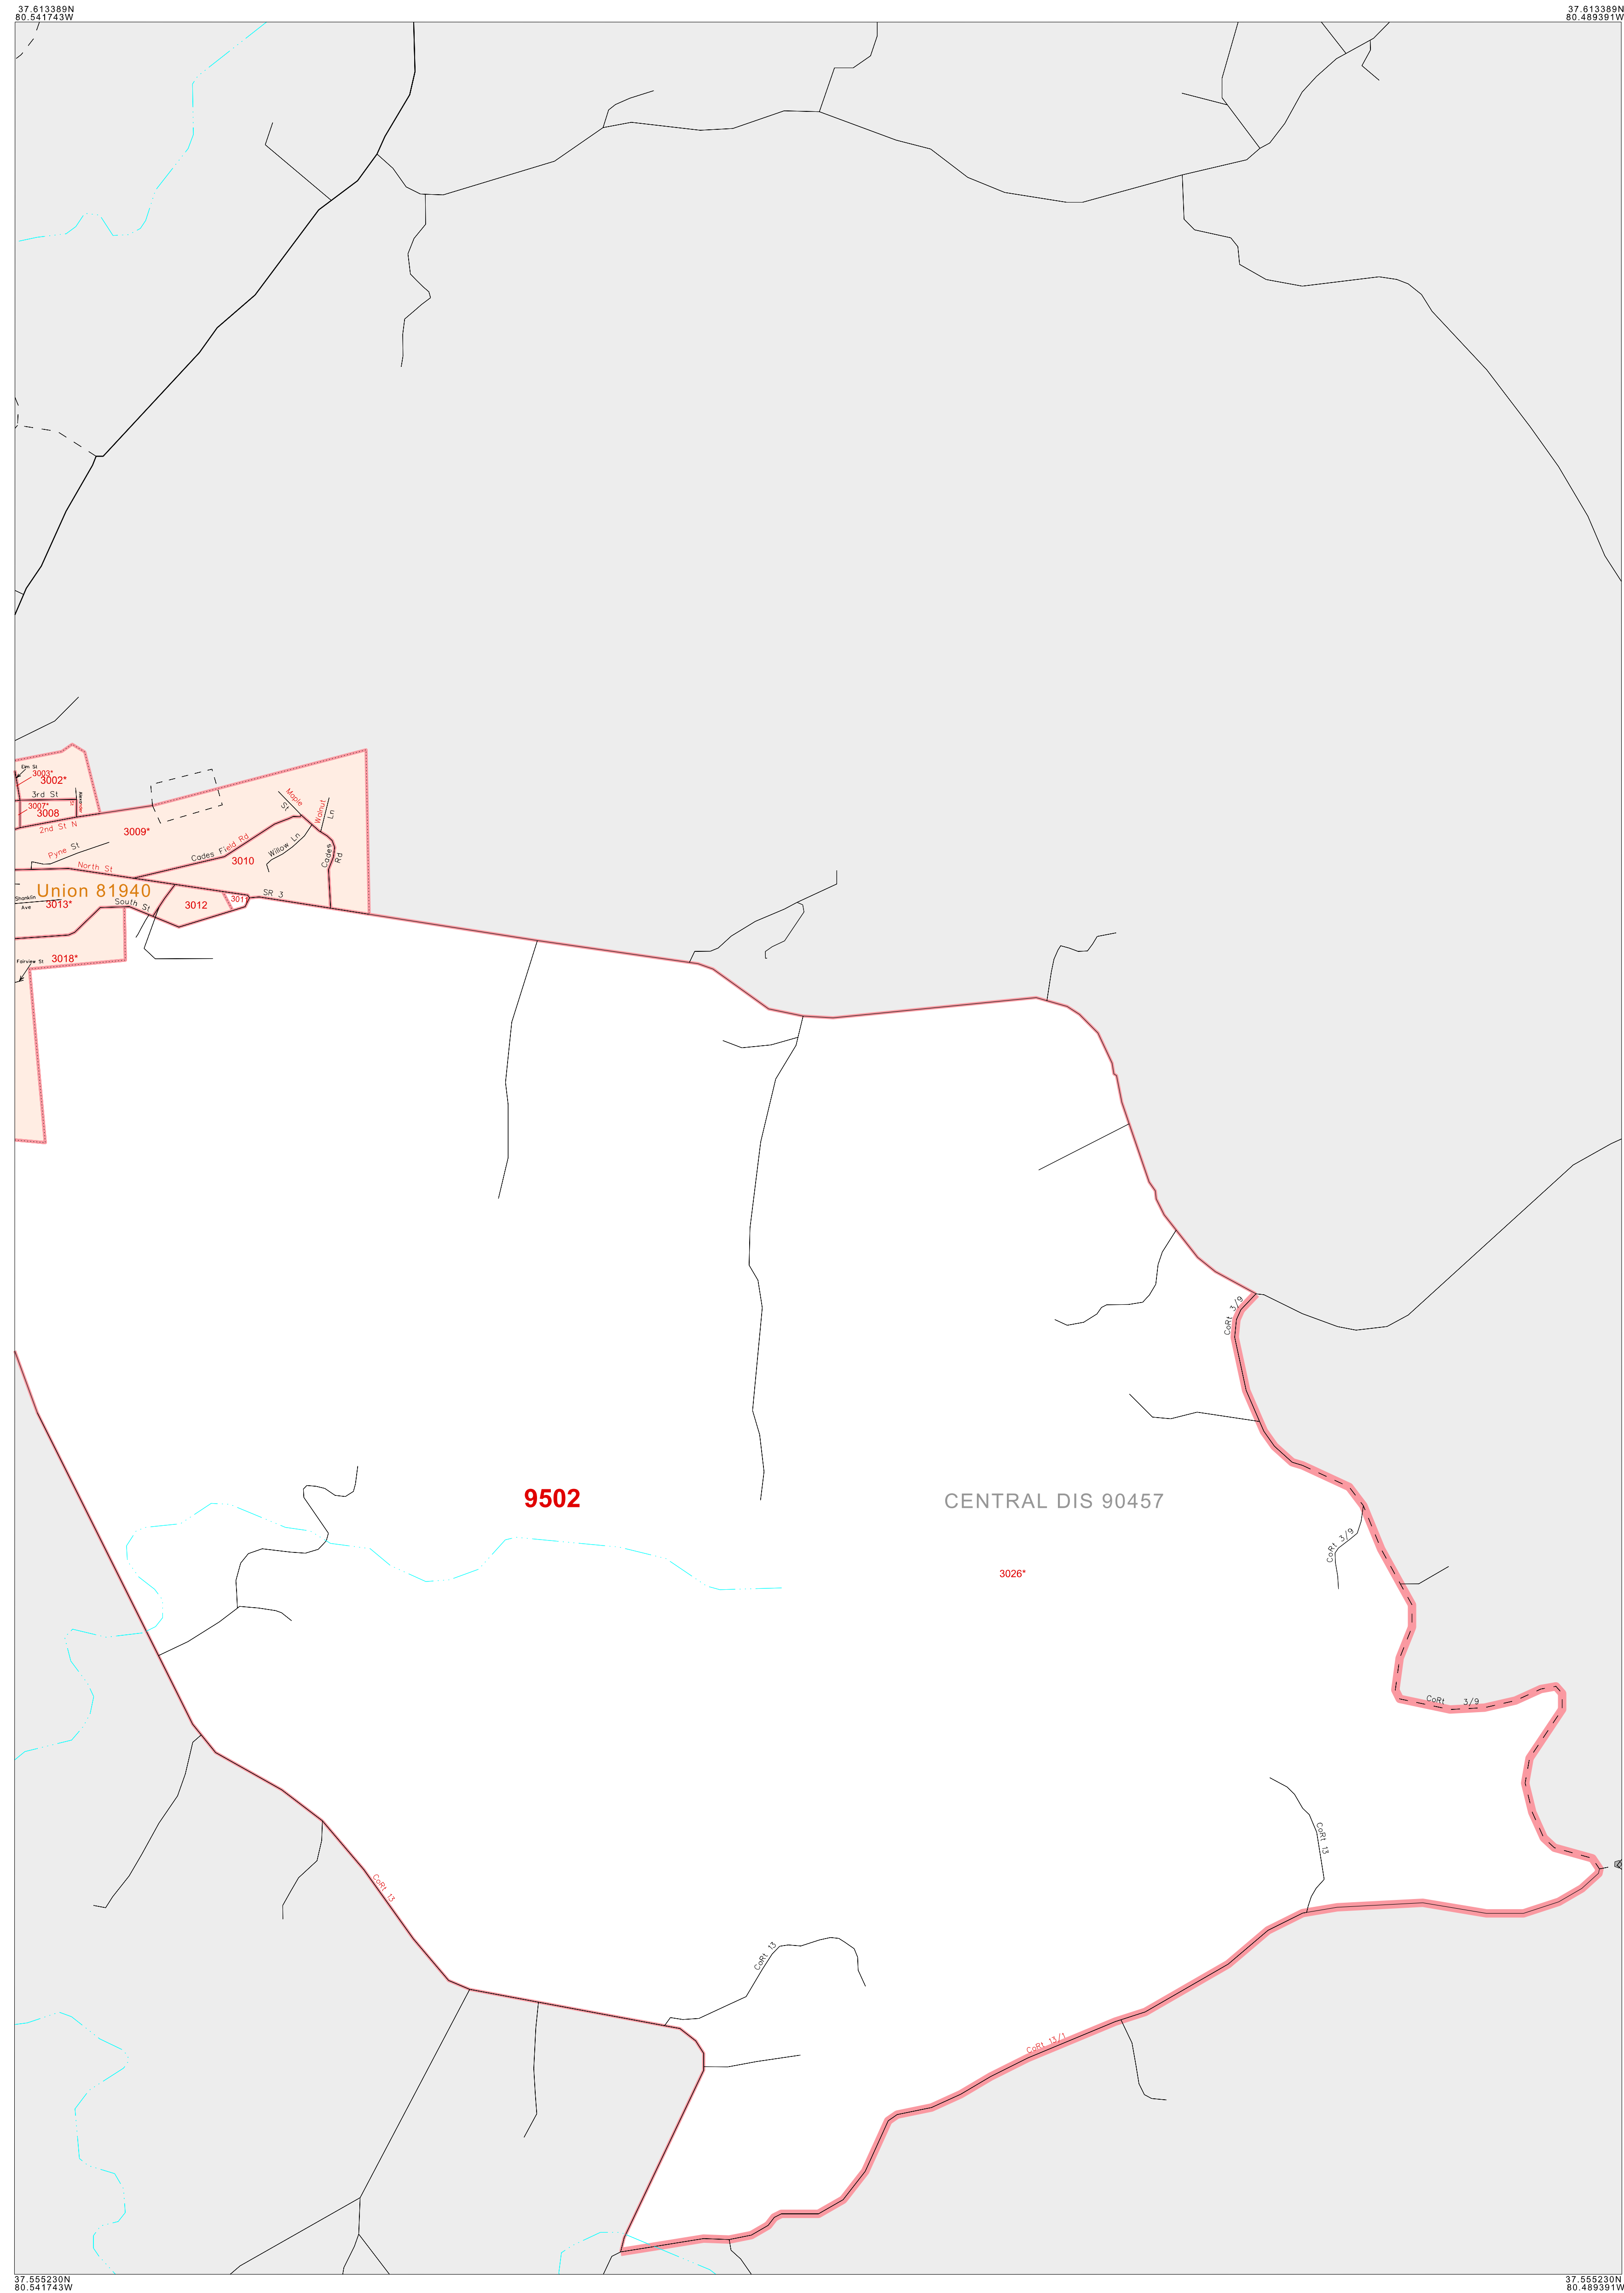 37.613389N
80.541743W
37.613389N
80.489391W
Elm St
3003*
3002*
3rd St
3007*
3008
2nd St N
3009*
Maple
St
Walnut
Ln
Pyne St
Cades Field Rd
Willow Ln
Cades
Rd
3010
North St
Union 81940
SR 3
Shanklin
Ave
3013*
South St
3012
3011
Fairview St
3018*
CoRt 3/9
9502
CENTRAL DIS 90457
CoRt 3/9
3026*
CoRt 3/9
CoRt 13
CoRt 13
CoRt 13
CoRt 13/1
37.555230N
80.541743W
37.555230N
80.489391W